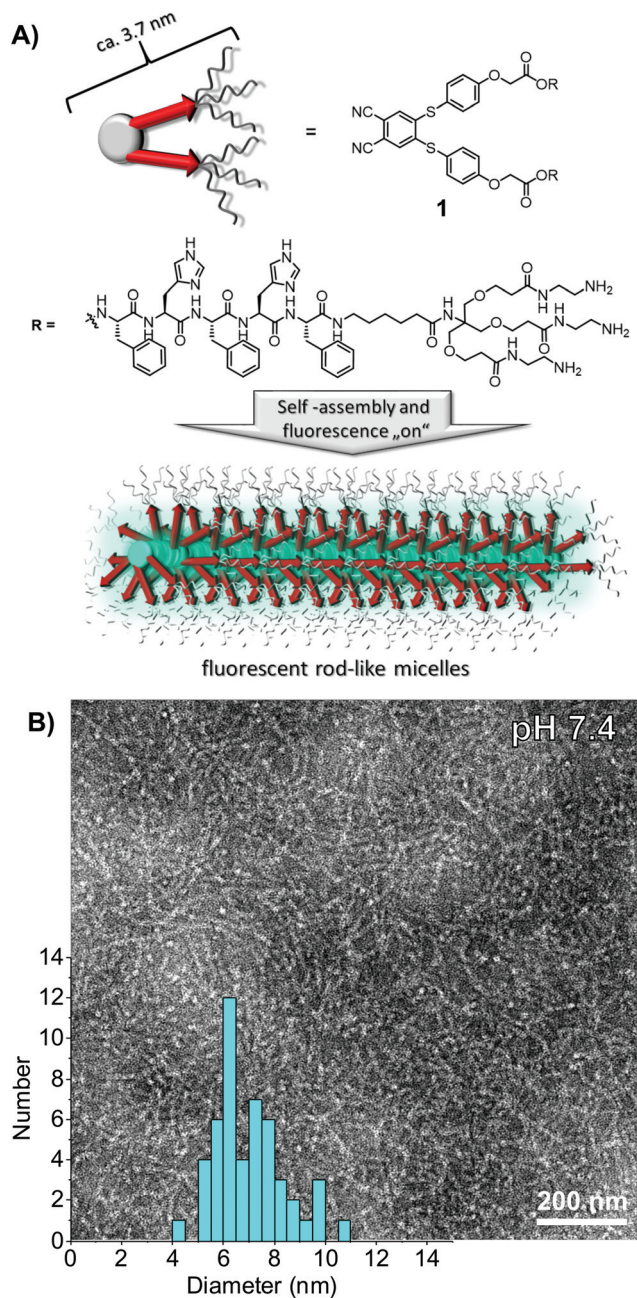 A)
ca. 3.7 nm
=
NC
NC
S
S
O
O
O
R
O
O
O
R
1
R =
HN
N
HN
N
H
N
O
N
H
O
H
N
O
N
H
O
H
N
O
N
H
O
N
H
O
O
O
O
N
H
NH2
O
N
H
NH2
O
H
N
NH2
Self -assembly and
fluorescence „on“
fluorescent rod-like micelles
B)
pH 7.4
14
12
10
8
6
4
2
0
Number
0 2 4 6 8 10 12 14
Diameter (nm)
200 nm